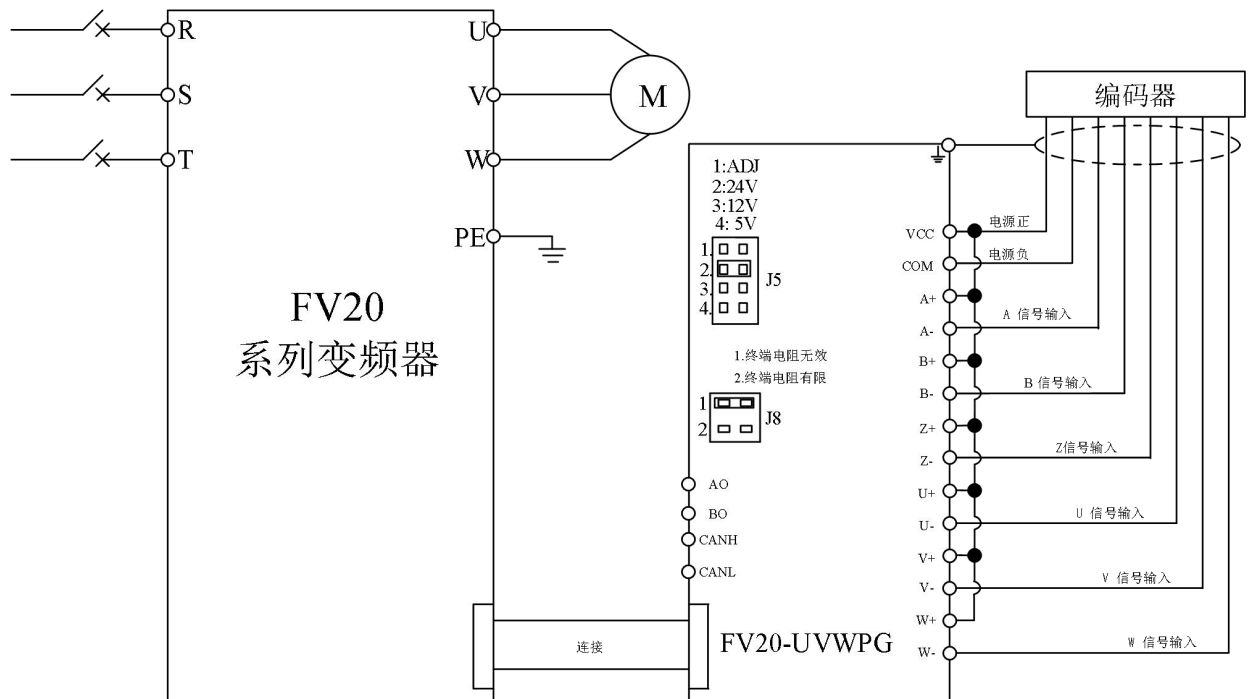 R
S
T
U
V
W
PE
M
FV20
系列变频器
编码器
1:ADJ
2:24V
3:12V
4: 5V
1.
2.
3.
4.
J5
1.终端电阻无效
2.终端电阻有限
1
2
J8
AO
BO
CANH
CANL
连接
FV20-UVWPG
VCC
电源正
COM
电源负
A+
A-
A 信号输入
B+
B-
B 信号输入
Z+
Z-
Z信号输入
U+
U-
U 信号输入
V+
V-
V 信号输入
W+
W-
W 信号输入